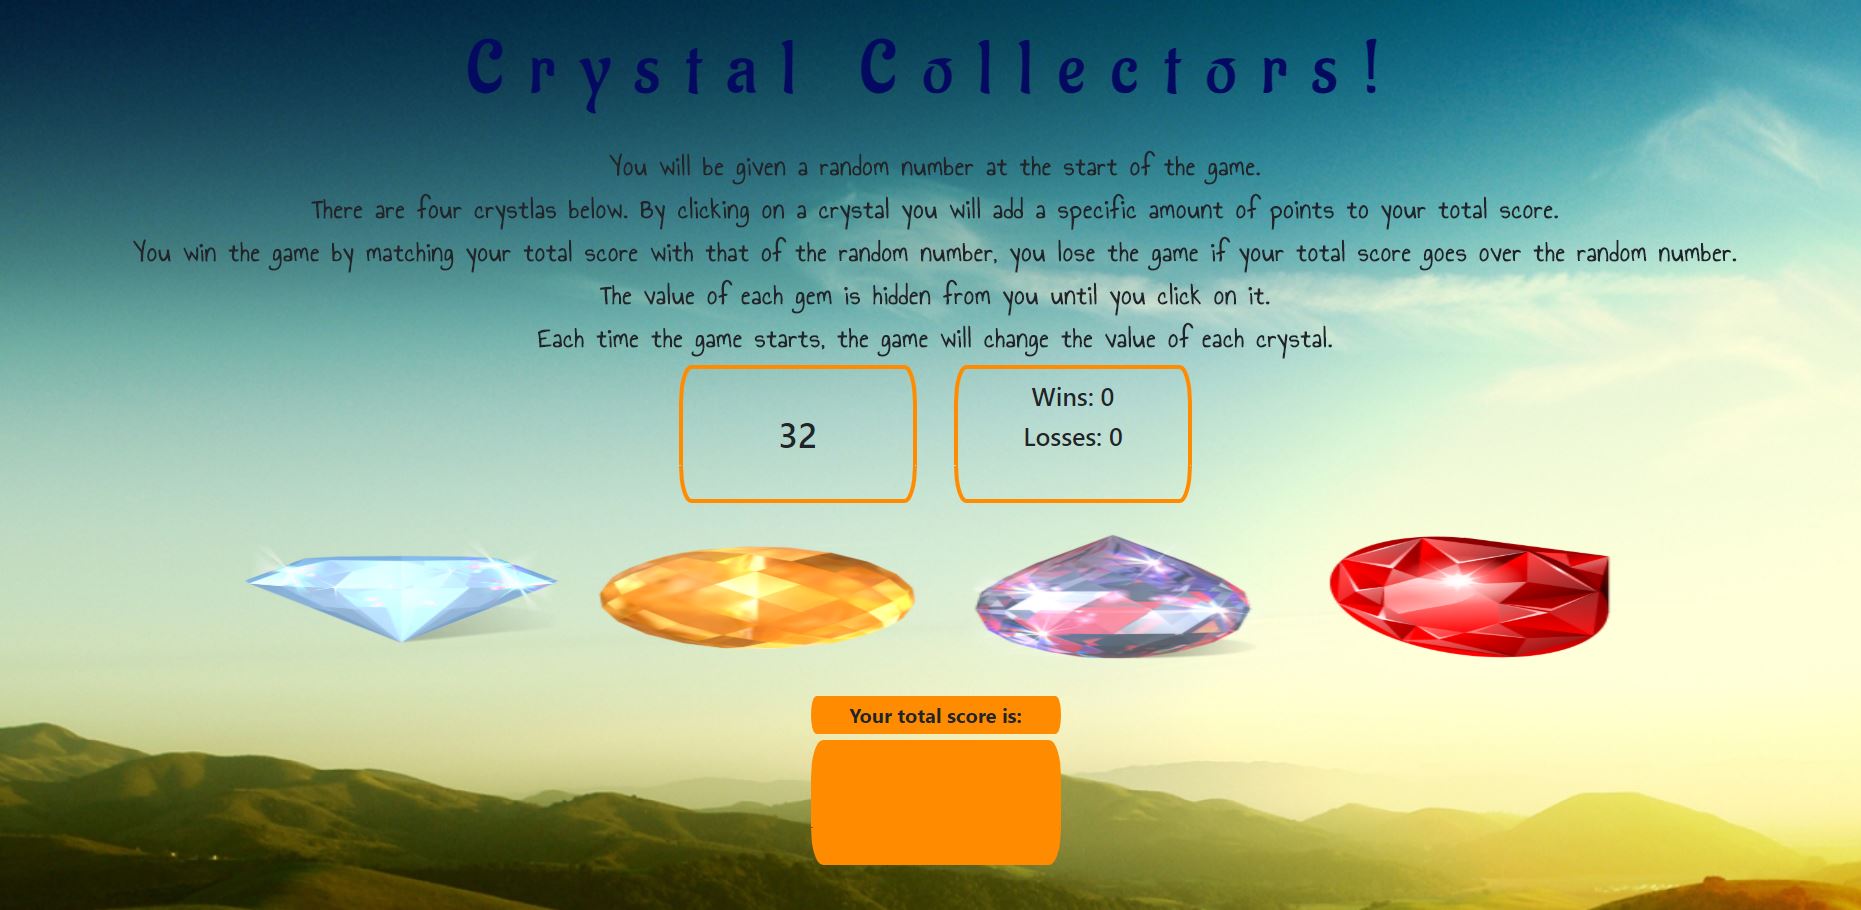 Crystal Collectors!
You will be given a random number at the start of the game.
There are four crystlas below. By clicking on a crystal you will add a specific amount of points to your total score.
You win the game by matching your total score with that of the random number, you lose the game if your total score goes over the random number.
The value of each gem is hidden from you until you click on it.
Each time the game starts, the game will change the value of each crystal.
32
Wins: 0
Losses: 0
Your total score is: